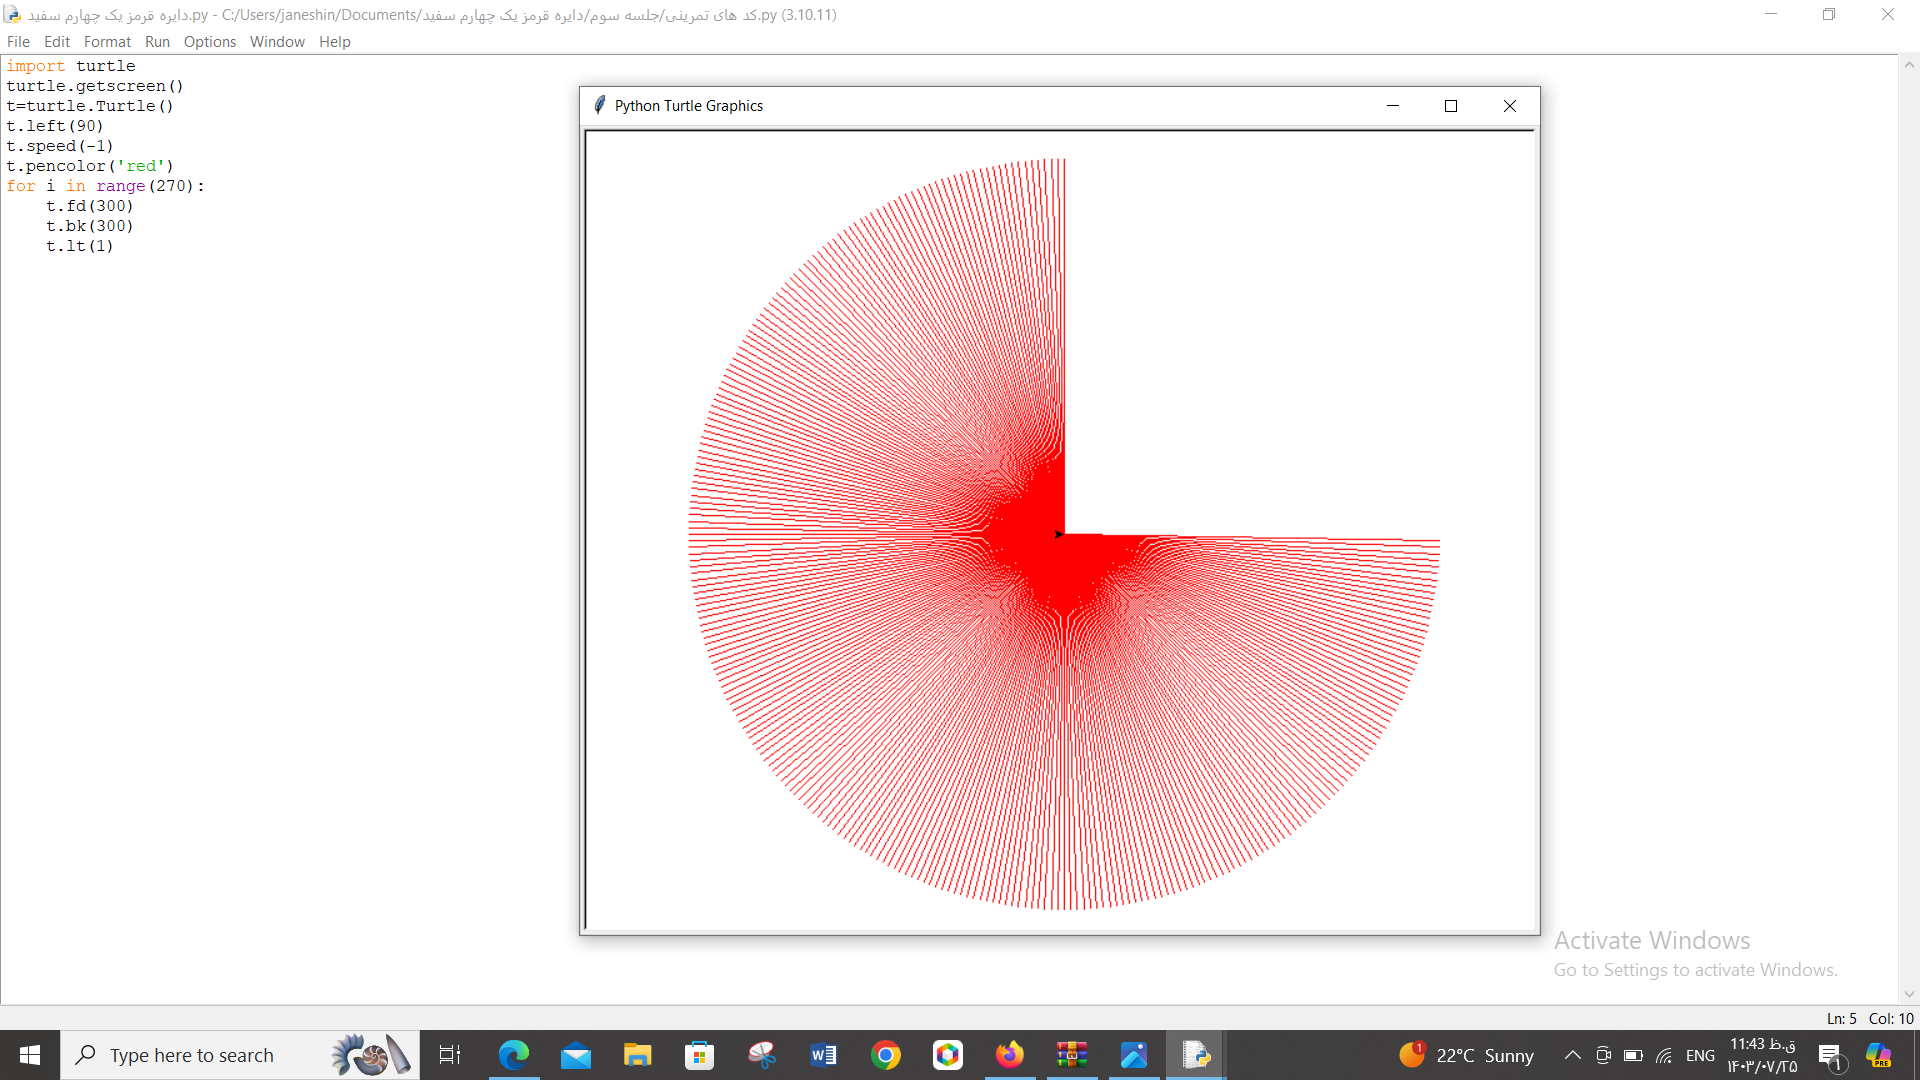 دایره قرمز یک چهارم سفید.py - C:/Users/janeshin/Documents/کد های تمرینی/جلسه سوم/دایره قرمز یک چهارم سفید.py (3.10.11)
File Edit Format Run Options Window Help
import turtle
turtle.getscreen()
t=turtle.Turtle()
t.left(90)
t.speed(-1)
t.pencolor('red')
for i in range(270):
    t.fd(300)
    t.bk(300)
    t.lt(1)
Python Turtle Graphics
Activate Windows
Go to Settings to activate Windows.
Ln: 5 Col: 10
Type here to search
1
22°C Sunny
ENG
11:43 ق.ظ
۱۴۰۳/۰۷/۲۵
۱
PRE